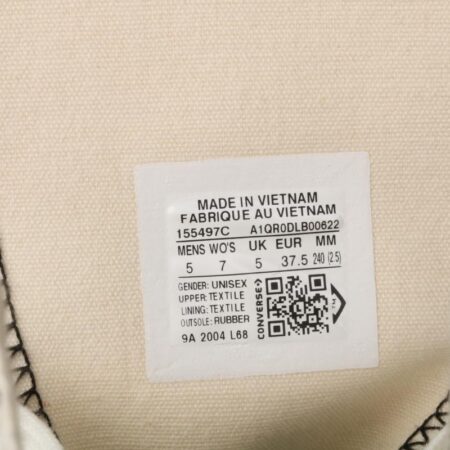 MADE IN VIETNAM
FABRIQUE AU VIETNAM
155497C A1QR0DLB00622
MENS WO'S UK EUR MM
5 7 5 37.5 240 (2.5)
GENDER: UNISEX
UPPER: TEXTILE
LINING: TEXTILE
OUTSOLE: RUBBER
9A 2004 L68
CONVERSE